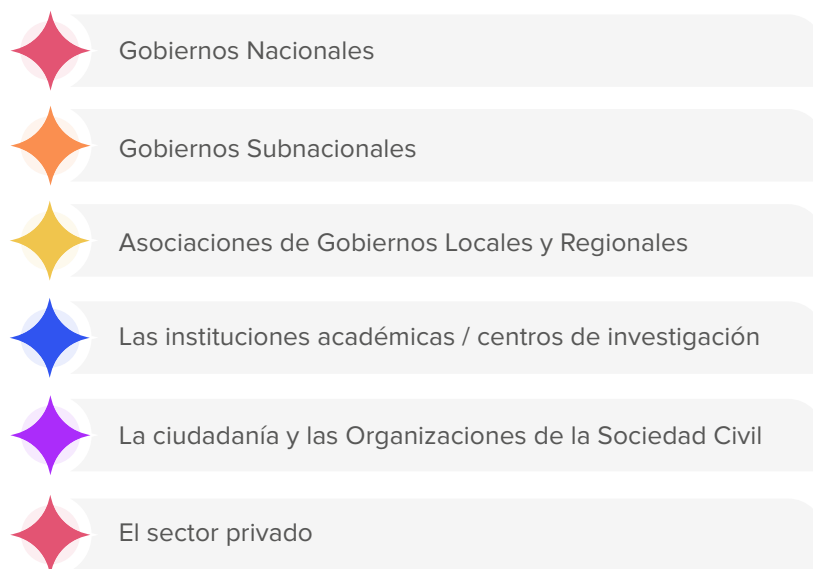 Gobiernos Nacionales
Gobiernos Subnacionales
Asociaciones de Gobiernos Locales y Regionales
Las instituciones académicas / centros de investigación
La ciudadanía y las Organizaciones de la Sociedad Civil
El sector privado